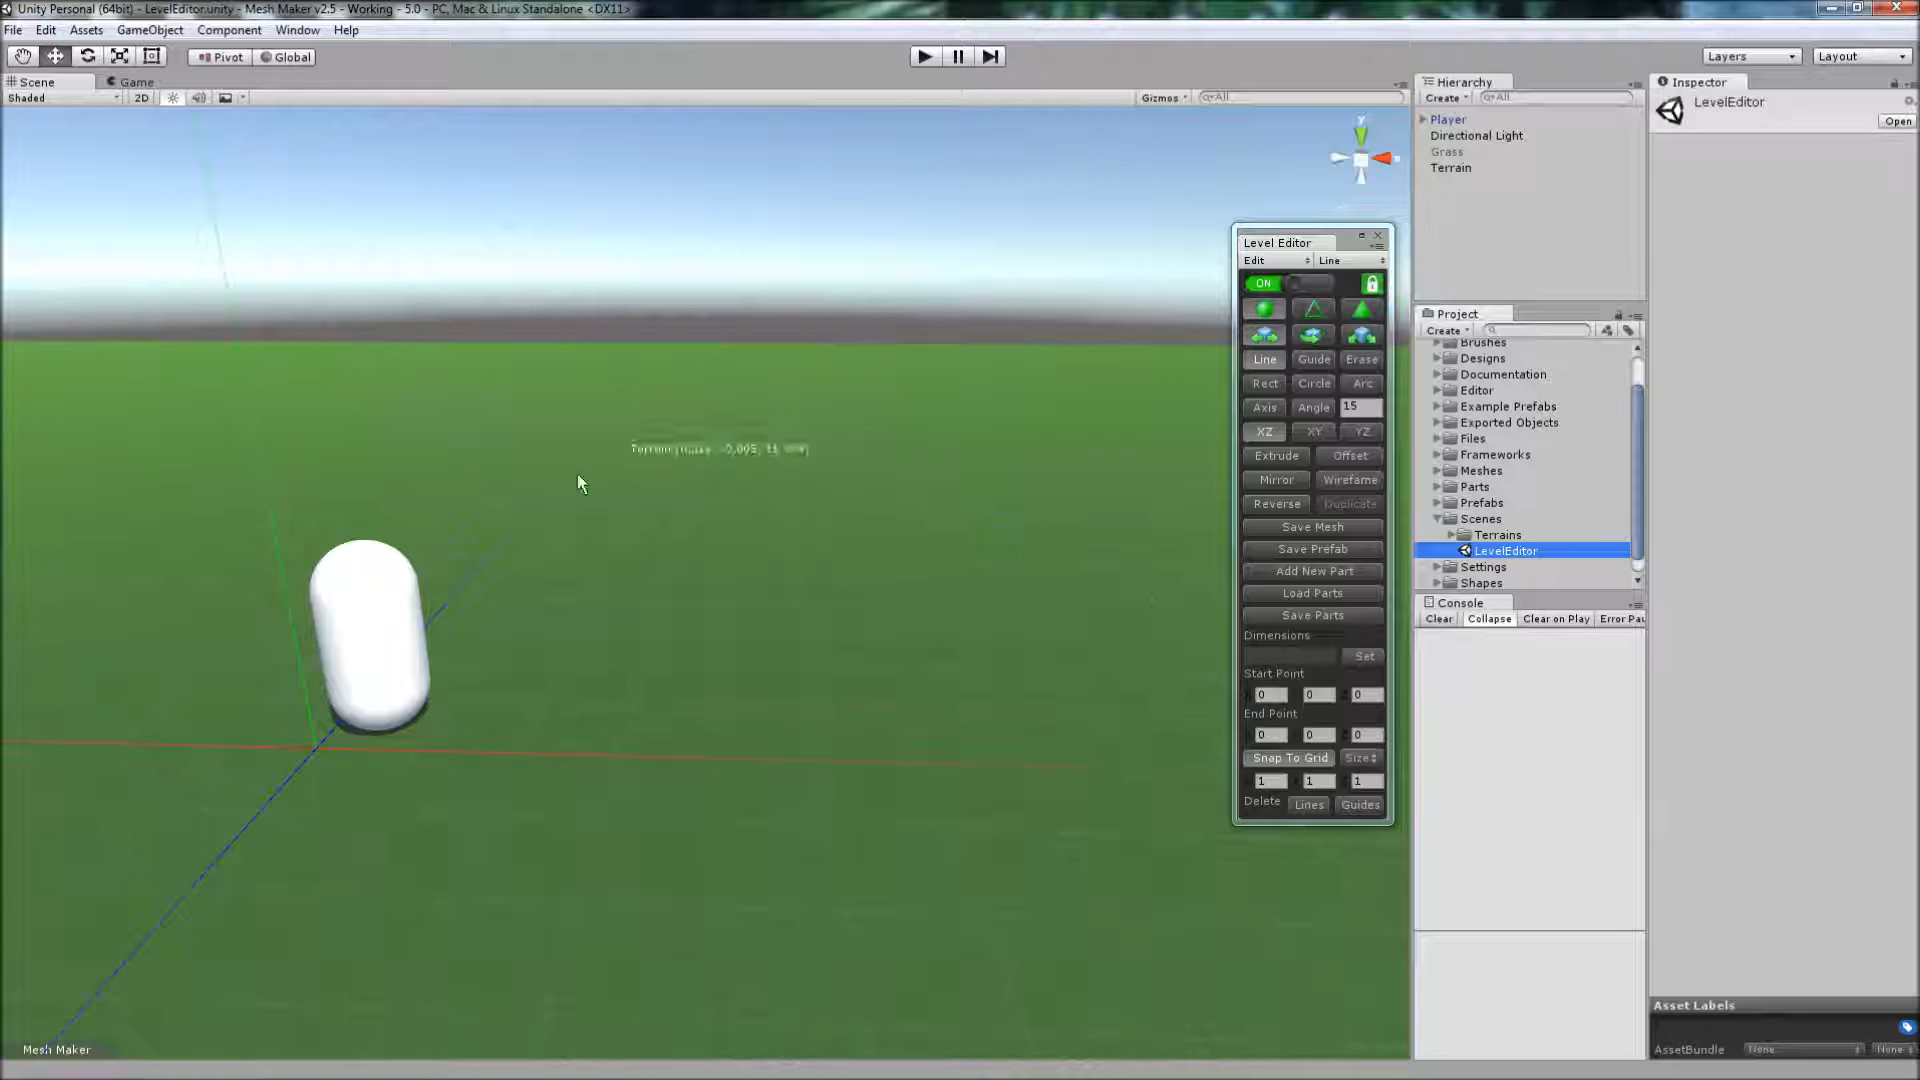 Unity Personal (64bit) - LevelEditor.unity - Mesh Maker v2.5 - Working - 5.0 - PC, Mac & Linux Standalone <DX11>
File Edit Assets GameObject Component Window Help
Pivot Global Layers Layout
Scene Game
Shaded 2D Gizmos All
Hierarchy
Create All
Player
Directional Light
Grass
Terrain
Inspector
LevelEditor
Open
Level Editor
Edit Line
ON
Line Guide Erase
Rect Circle Arc
Axis Angle 15
XZ XY YZ
Extrude Offset
Mirror Wireframe
Reverse Duplicate
Save Mesh
Save Prefab
Add New Part
Load Parts
Save Parts
Dimensions
Set
Start Point
0 0 0
End Point
0 0 0
Snap To Grid Size
1 1 1
Delete Lines Guides
Project
Create
Brushes
Designs
Documentation
Editor
Example Prefabs
Exported Objects
Files
Frameworks
Meshes
Parts
Prefabs
Scenes
Terrains
LevelEditor
Settings
Shapes
Console
Clear Collapse Clear on Play Error Pau
Asset Labels
AssetBundle None None
Mesh Maker
y